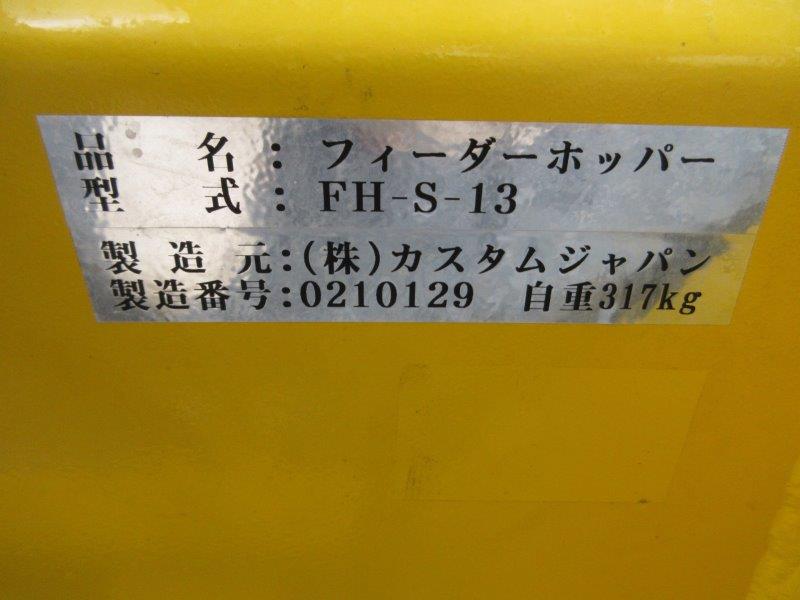 品　名：フィーダーホッパー
型　式：FH-S-13
製造元：(株)カスタムジャパン
製造番号：0210129　自重317kg